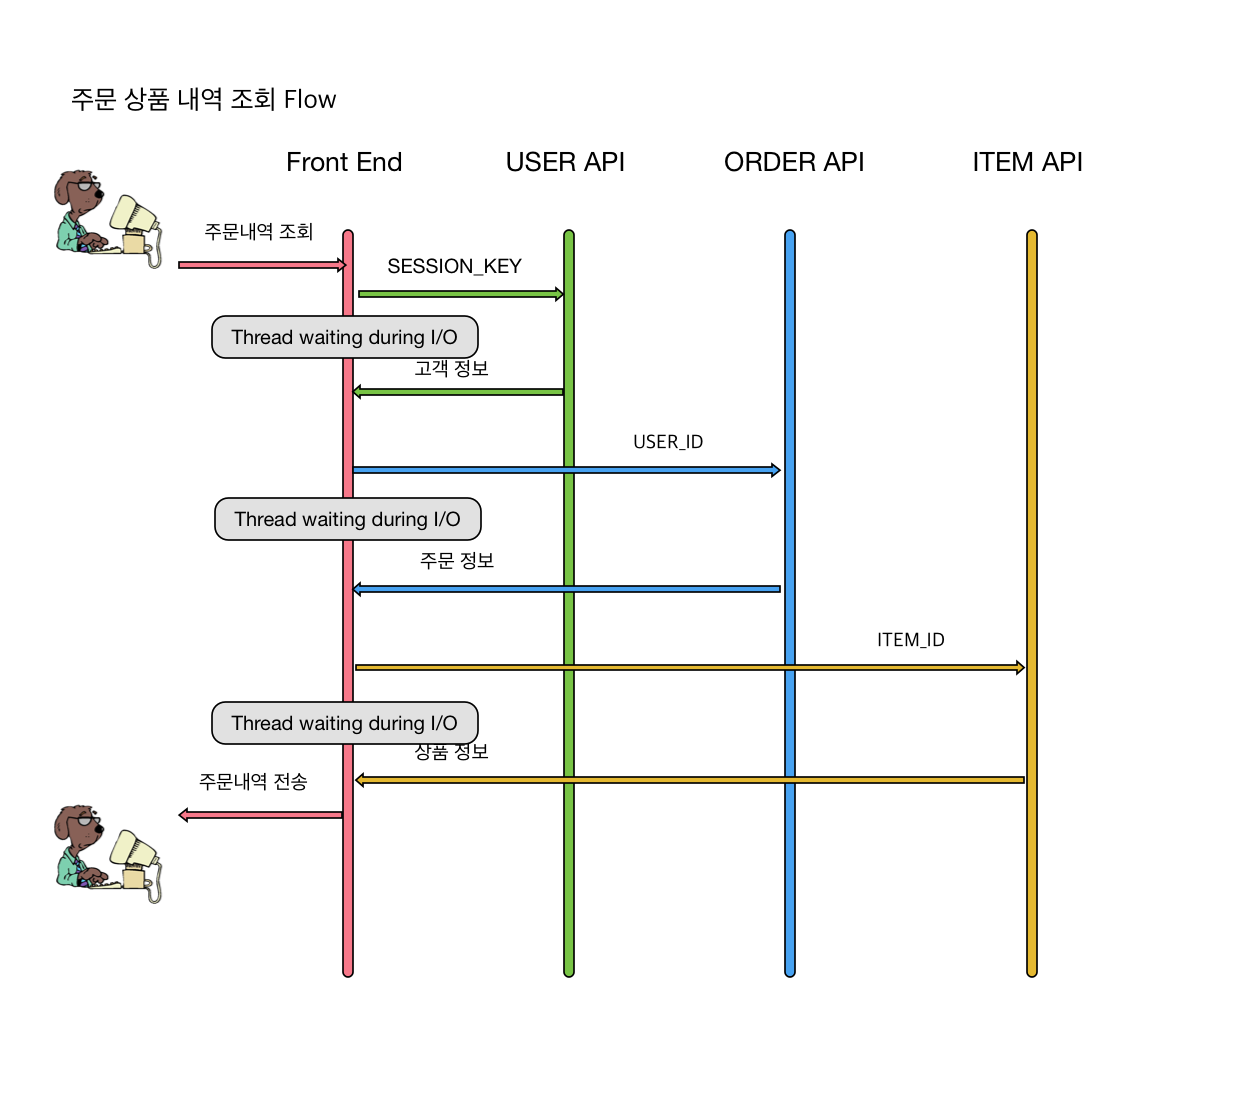 주문 상품 내역 조회 Flow
Front End
USER API
ORDER API
ITEM API
주문내역 조회
SESSION_KEY
Thread waiting during I/O
고객 정보
USER_ID
Thread waiting during I/O
주문 정보
ITEM_ID
Thread waiting during I/O
상품 정보
주문내역 전송